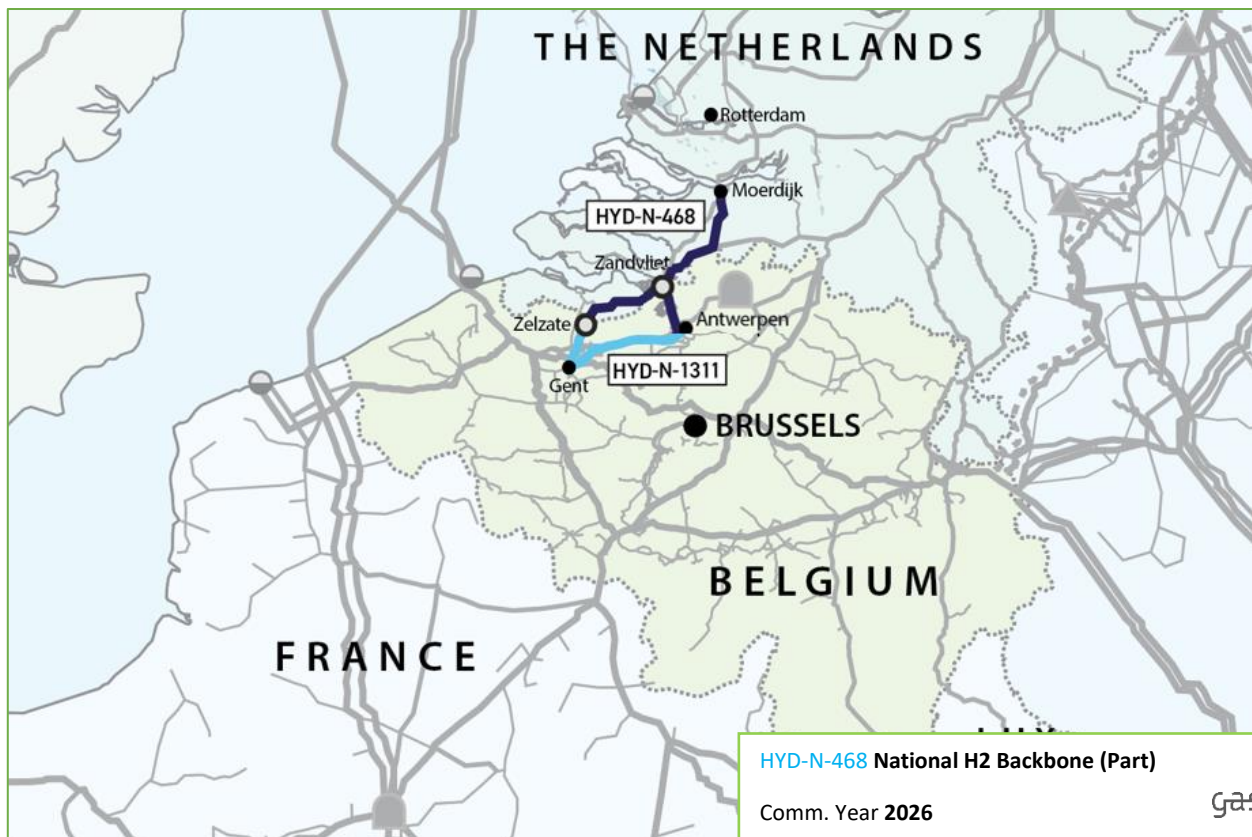 THE NETHERLANDS
Rotterdam
Moerdijk
HYD-N-468
Zandvliet
Zelzate
Antwerpen
HYD-N-1311
Gent
BRUSSELS
BELGIUM
FRANCE
HYD-N-468 National H2 Backbone (Part)
Comm. Year 2026